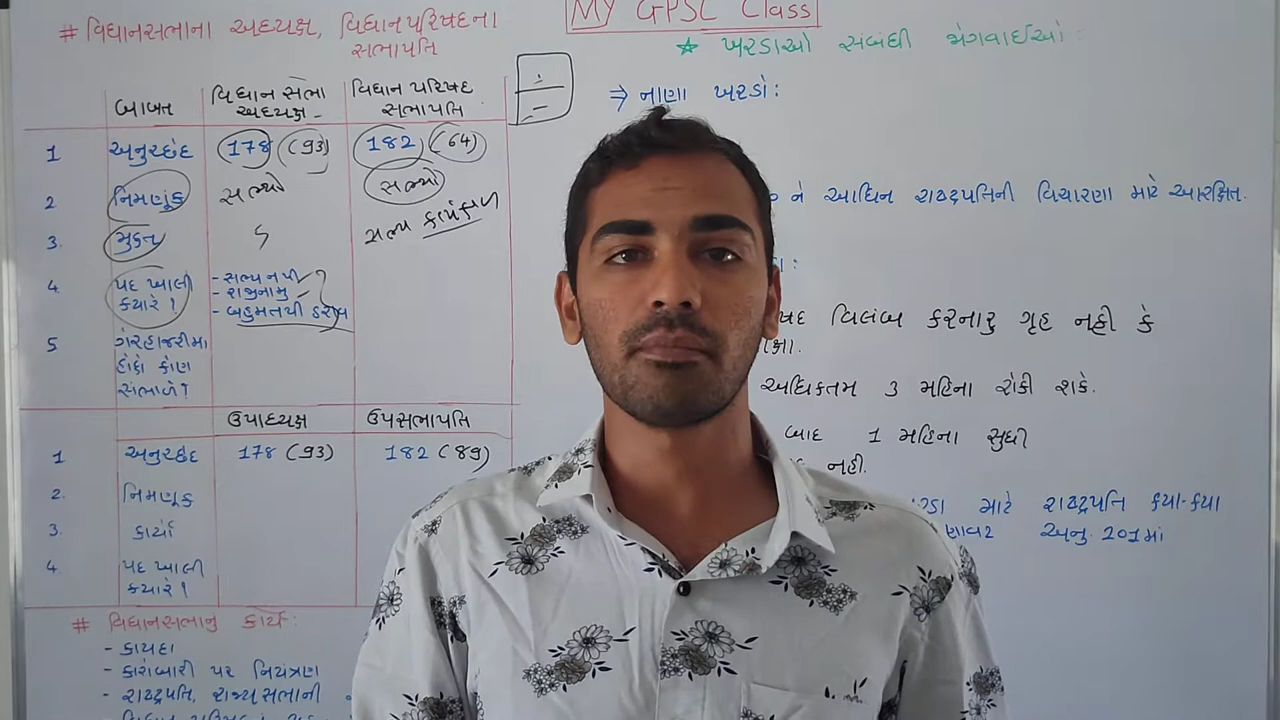 # વિધાનસભાના અધ્યક્ષ, વિધાનપરિષદના
સભાપતિ
બાબત
વિધાન સભા
અધ્યક્ષ
વિધાન પરિષદ
સભાપતિ
1 અનુચ્છેદ 178 (93) 182 (64)
2 નિમણૂંક સભ્યો સભ્યો
3. મુક્ત
સભ્ય કાર્યકાળ
4 પદ ખાલી
ક્યારે ?
- સભ્ય નથી
- રાજીનામુ
- બહુમતથી ઠરાવ
5 ગેરહાજરીમાં
હોદ્દો કોણ
સંભાળે?
ઉપાધ્યક્ષ ઉપસભાપતિ
1 અનુચ્છેદ 178 (93) 182 (89)
2. નિમણૂક
3. કાર્યો
4 પદ ખાલી
ક્યારે ?
# વિધાનસભાનુ કાર્ય :
- કાયદા
- કારોબારી પર નિયંત્રણ
- રાષ્ટ્રપતિ, રાજ્યસભાની
My GPSC Class
☆ ખરડાઓ સંબંધી જોગવાઈઓ :
⇒ નાણા ખરડો :
ને આધિન રાષ્ટ્રપતિની વિચારણા માટે આરક્ષિત.
વિલંબ કરનારુ ગૃહ નહી કે
અધિકતમ 3 મહિના રોકી શકે.
બાદ 1 મહિના સુધી
નહી.
માટે રાષ્ટ્રપતિ ક્યા-ક્યા
અનુ. 201માં